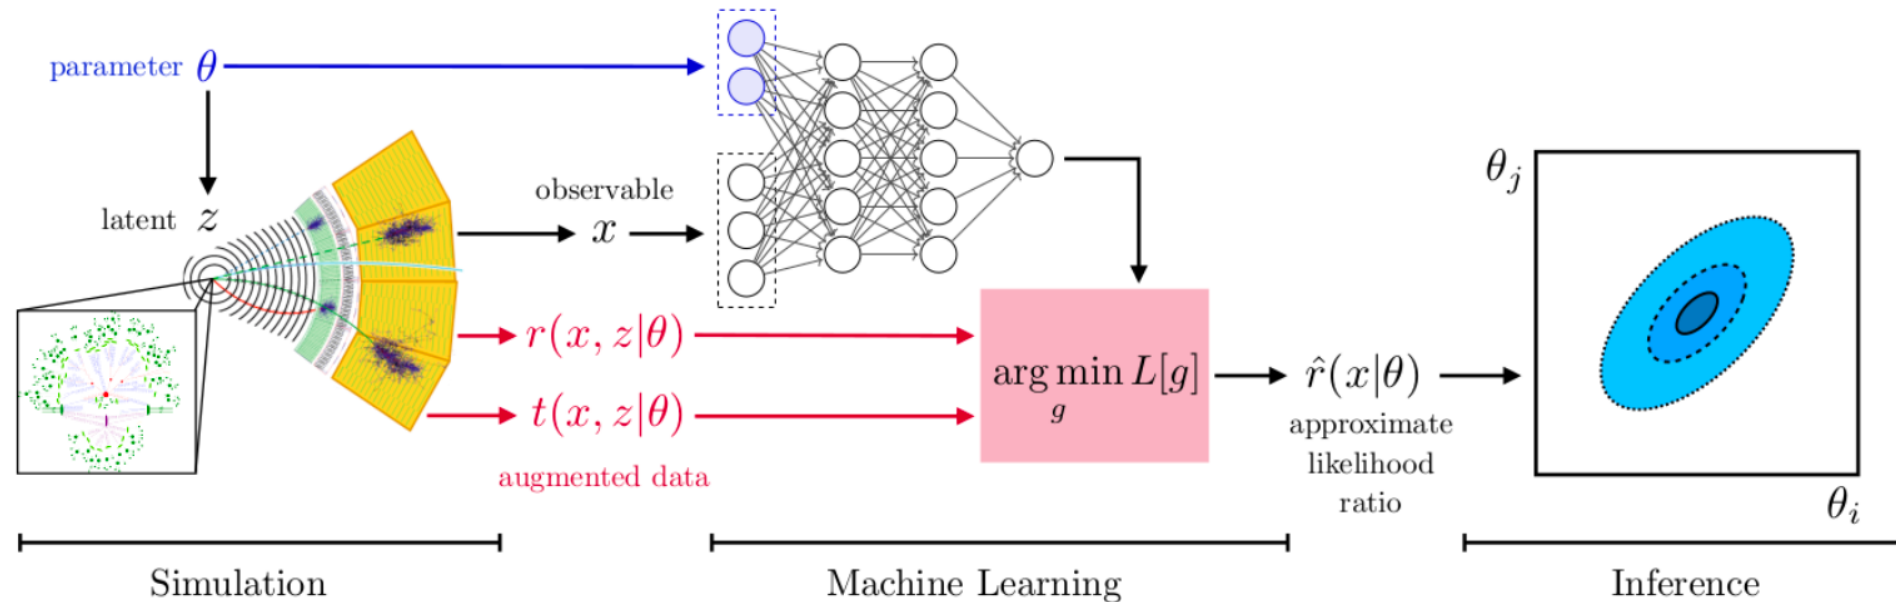 parameter θ
latent z
observable
x
r(x, z|θ)
t(x, z|θ)
augmented data
arg min L[g]
g
r̂(x|θ)
approximate
likelihood
ratio
θⱼ
θᵢ
Simulation
Machine Learning
Inference